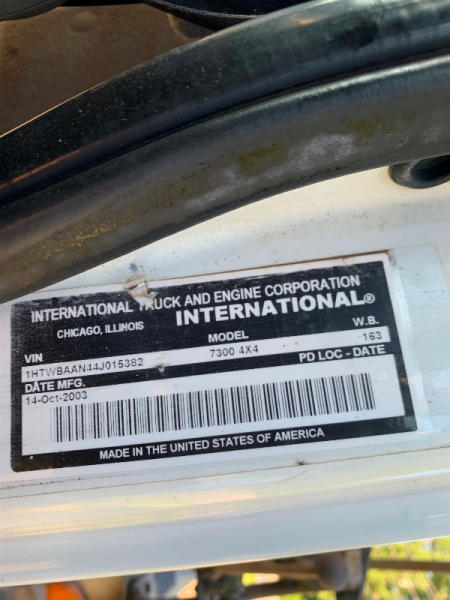 INTERNATIONAL TRUCK AND ENGINE CORPORATION
CHICAGO, ILLINOIS INTERNATIONAL®
VIN MODEL W.B.
1HTWBAAN44J015382 7300 4X4 163
DATE MFG. PD LOC - DATE
14-Oct-2003
MADE IN THE UNITED STATES OF AMERICA